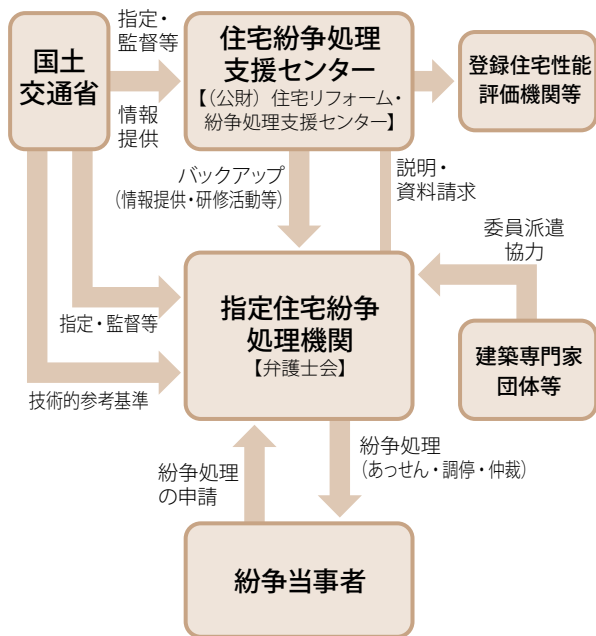 国土
交通省
指定・
監督等
情報
提供
住宅紛争処理
支援センター
【(公財)住宅リフォーム・
紛争処理支援センター】
登録住宅性能
評価機関等
バックアップ
(情報提供・研修活動等)
説明・
資料請求
委員派遣
協力
指定・監督等
技術的参考基準
指定住宅紛争
処理機関
【弁護士会】
建築専門家
団体等
紛争処理
の申請
紛争処理
(あっせん・調停・仲裁)
紛争当事者